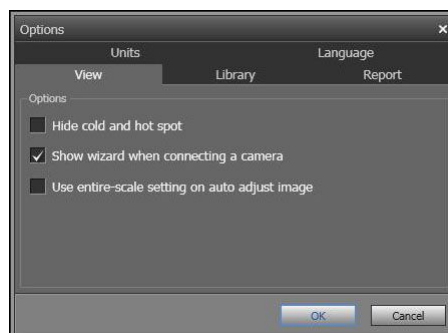 Options
Units Language
View Library Report
Options
Hide cold and hot spot
Show wizard when connecting a camera
Use entire-scale setting on auto adjust image
OK Cancel